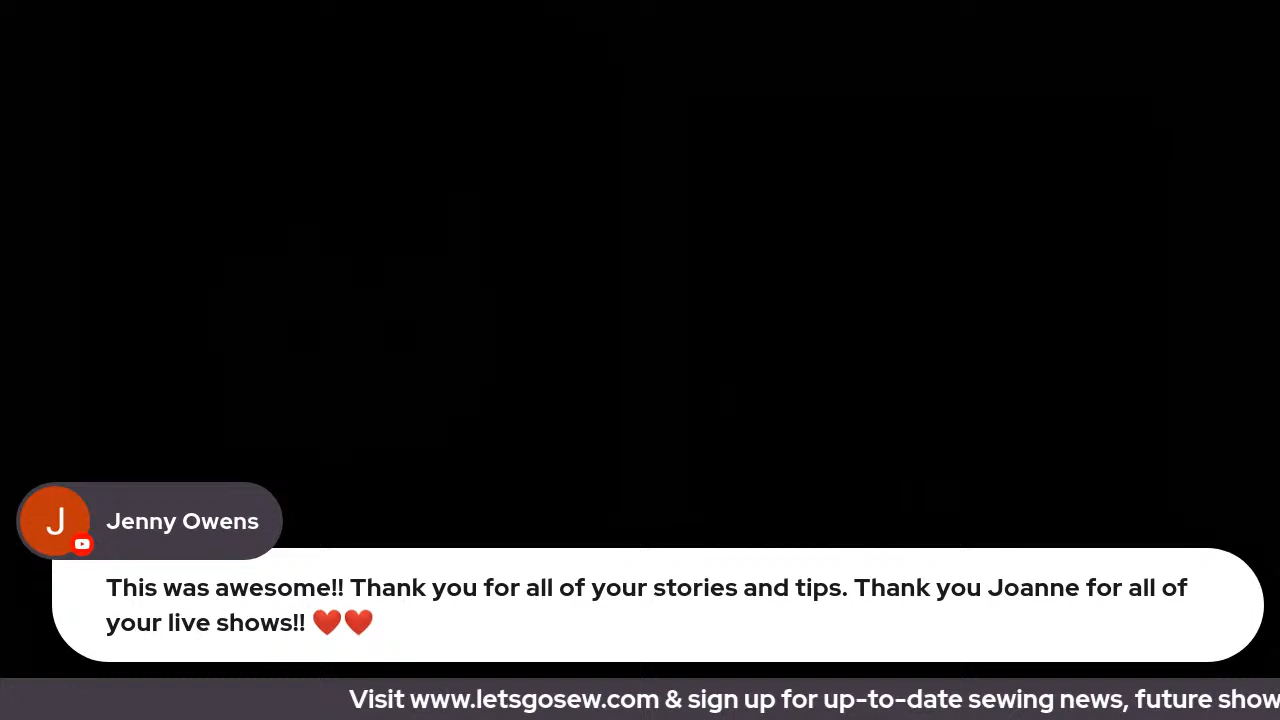 J
Jenny Owens
This was awesome!! Thank you for all of your stories and tips. Thank you Joanne for all of
your live shows!! ❤️❤️
Visit www.letsgosew.com & sign up for up-to-date sewing news, future show